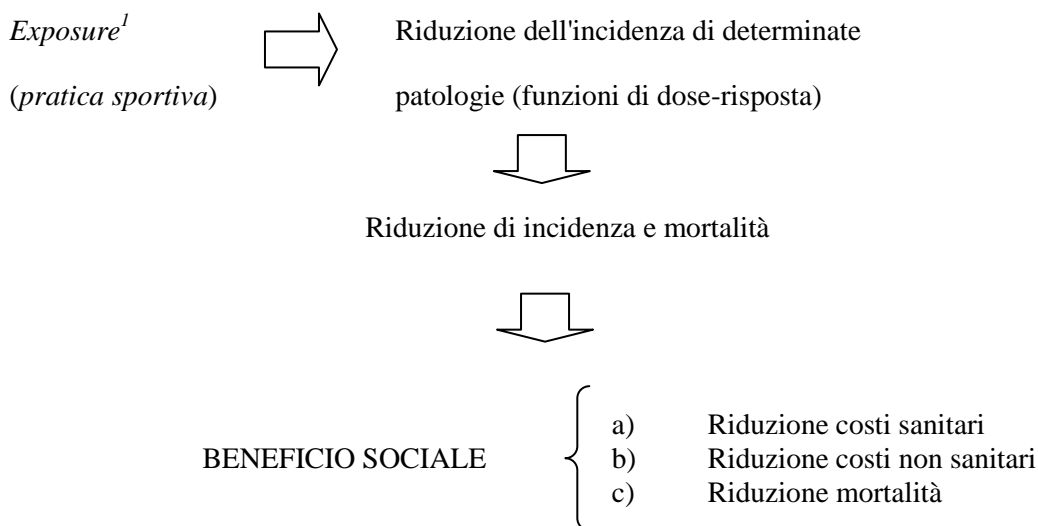 Exposure¹ Riduzione dell'incidenza di determinate
(pratica sportiva) patologie (funzioni di dose-risposta)
Riduzione di incidenza e mortalità
BENEFICIO SOCIALE
a) Riduzione costi sanitari
b) Riduzione costi non sanitari
c) Riduzione mortalità